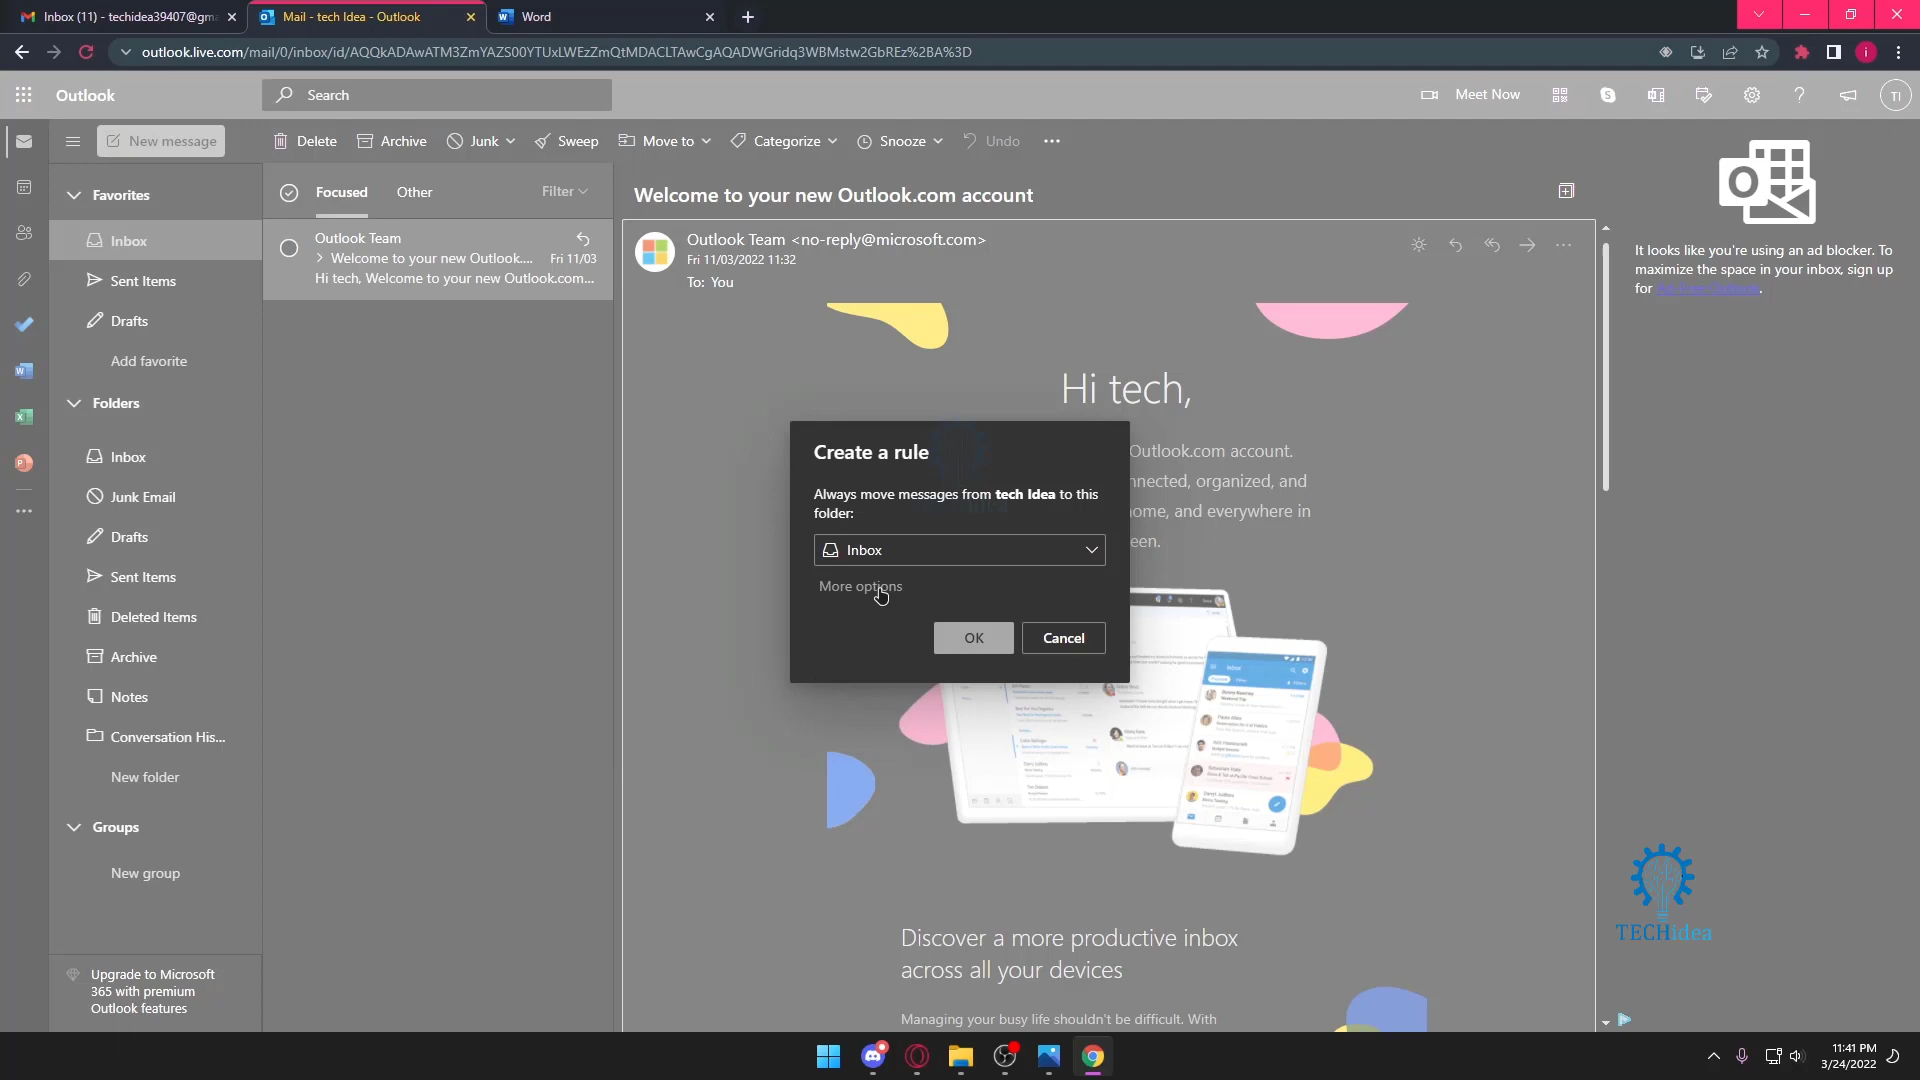 Inbox (11) - techidea39407@gm
Mail - tech Idea - Outlook
Word
outlook.live.com/mail/0/inbox/id/AQQkADAwATM3ZmYAZS00YTUxLWEzZmQtMDACLTAwCgAQADWGridq3WBMstw2GbREz%2BA%3D
Outlook
Search
Meet Now
TI
New message
Delete
Archive
Junk
Sweep
Move to
Categorize
Snooze
Undo
Favorites
Inbox
Sent Items
Drafts
Add favorite
Folders
Inbox
Junk Email
Drafts
Sent Items
Deleted Items
Archive
Notes
Conversation His...
New folder
Groups
New group
Upgrade to Microsoft
365 with premium
Outlook features
Focused
Other
Filter
Outlook Team
Welcome to your new Outlook....
Fri 11/03
Hi tech, Welcome to your new Outlook.com...
Welcome to your new Outlook.com account
Outlook Team <no-reply@microsoft.com>
Fri 11/03/2022 11:32
To: You
Hi tech,
Outlook.com account.
nnected, organized, and
ome, and everywhere in
een.
Create a rule
Always move messages from tech Idea to this
folder:
Inbox
More options
OK
Cancel
Discover a more productive inbox
across all your devices
Managing your busy life shouldn't be difficult. With
It looks like you're using an ad blocker. To
maximize the space in your inbox, sign up
for
TECHidea
11:41 PM
3/24/2022